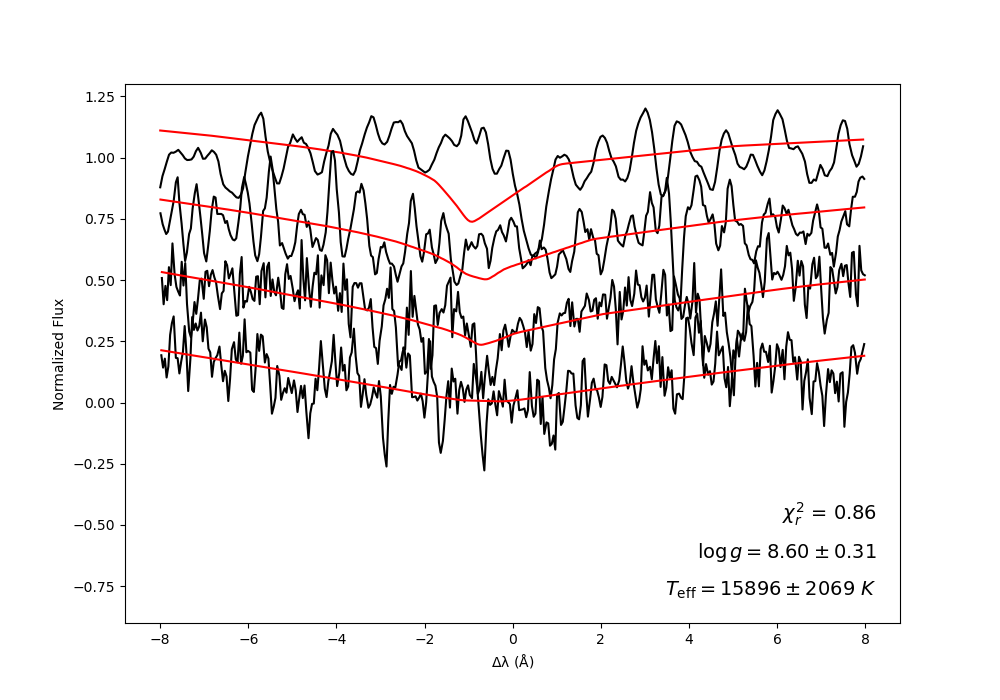 1.25
1.00
0.75
0.50
0.25
0.00
−0.25
−0.50
−0.75
Normalized Flux
χ²ᵣ = 0.86
log g = 8.60 ± 0.31
T_eff = 15896 ± 2069 K
−8 −6 −4 −2 0 2 4 6 8
Δλ (Å)